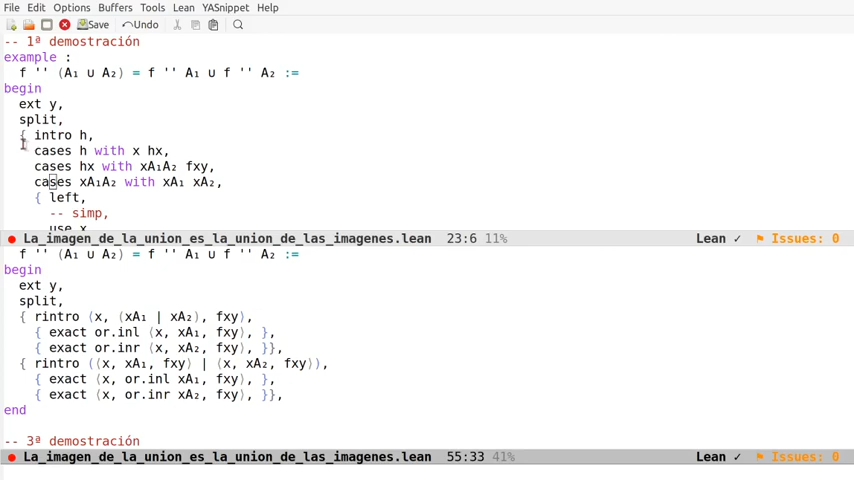 File Edit Options Buffers Tools Lean YASnippet Help
Save Undo
-- 1ª demostración
example :
  f '' (A₁ ∪ A₂) = f '' A₁ ∪ f '' A₂ :=
begin
  ext y,
  split,
  { intro h,
    cases h with x hx,
    cases hx with xA₁A₂ fxy,
    cases xA₁A₂ with xA₁ xA₂,
    { left,
      -- simp,
      use x
La_imagen_de_la_union_es_la_union_de_las_imagenes.lean 23:6 11% Lean ✓ Issues: 0
  f '' (A₁ ∪ A₂) = f '' A₁ ∪ f '' A₂ :=
begin
  ext y,
  split,
  { rintro ⟨x, ⟨xA₁ | xA₂⟩, fxy⟩,
    { exact or.inl ⟨x, xA₁, fxy⟩, },
    { exact or.inr ⟨x, xA₂, fxy⟩, }},
  { rintro (⟨x, xA₁, fxy⟩ | ⟨x, xA₂, fxy⟩),
    { exact ⟨x, or.inl xA₁, fxy⟩, },
    { exact ⟨x, or.inr xA₂, fxy⟩, }},
end
-- 3ª demostración
La_imagen_de_la_union_es_la_union_de_las_imagenes.lean 55:33 41% Lean ✓ Issues: 0